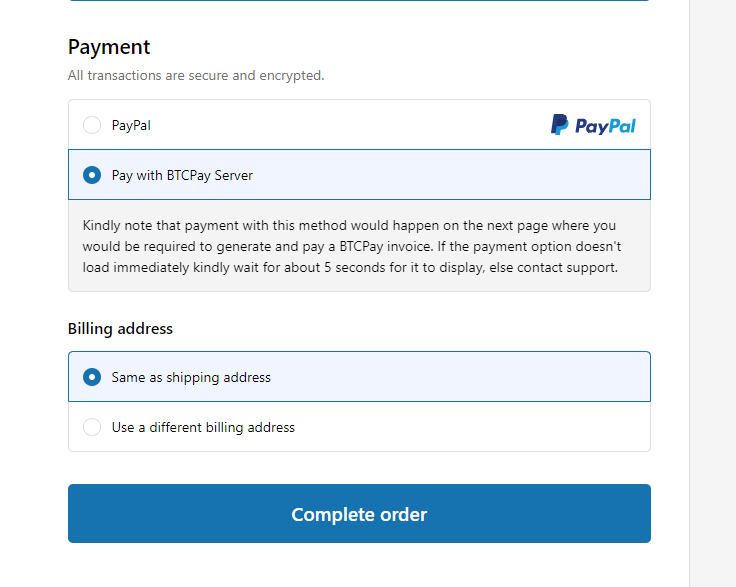 Payment
All transactions are secure and encrypted.
PayPal
PayPal
Pay with BTCPay Server
Kindly note that payment with this method would happen on the next page where you
would be required to generate and pay a BTCPay invoice. If the payment option doesn't
load immediately kindly wait for about 5 seconds for it to display, else contact support.
Billing address
Same as shipping address
Use a different billing address
Complete order